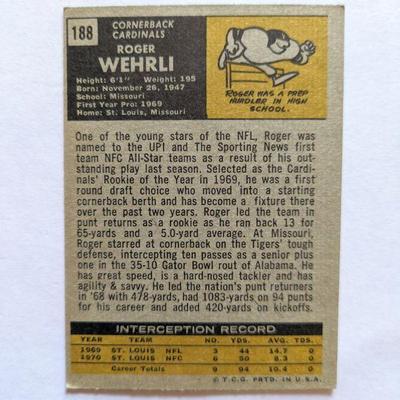 188
CORNERBACK
CARDINALS
ROGER
WEHRLI
Height: 6'1" Weight: 195
Born: November 26, 1947
School: Missouri
First Year Pro: 1969
Home: St. Louis, Missouri
ROGER WAS A PREP
HURDLER IN HIGH
SCHOOL.
One of the young stars of the NFL, Roger was
named to the UPI and The Sporting News first
team NFC All-Star teams as a result of his out-
standing play last season. Selected as the Cardi-
nals' Rookie of the Year in 1969, he was a first
round draft choice who moved into a starting
cornerback berth and has become a fixture there
over the past two years. Roger led the team in
punt returns as a rookie as he ran back 13 for
65-yards and a 5.0-yard average. At Missouri,
Roger starred at cornerback on the Tigers' tough
defense, intercepting ten passes as a senior plus
one in the 35-10 Gator Bowl rout of Alabama. He
has great speed, is a hard-nosed tackler and has
agility & savvy. He led the nation's punt returners
in '68 with 478-yards, had 1083-yards on 94 punts
for his career and added 420-yards on kickoffs.
INTERCEPTION RECORD
YEAR TEAM NO. YDS. AVG. YDS. TD
1969 ST. LOUIS NFL 3 44 14.7 0
1970 ST. LOUIS NFC 6 50 8.3 0
Career Totals 9 94 10.4 0
© T.C.G. PRTD. IN U.S.A.